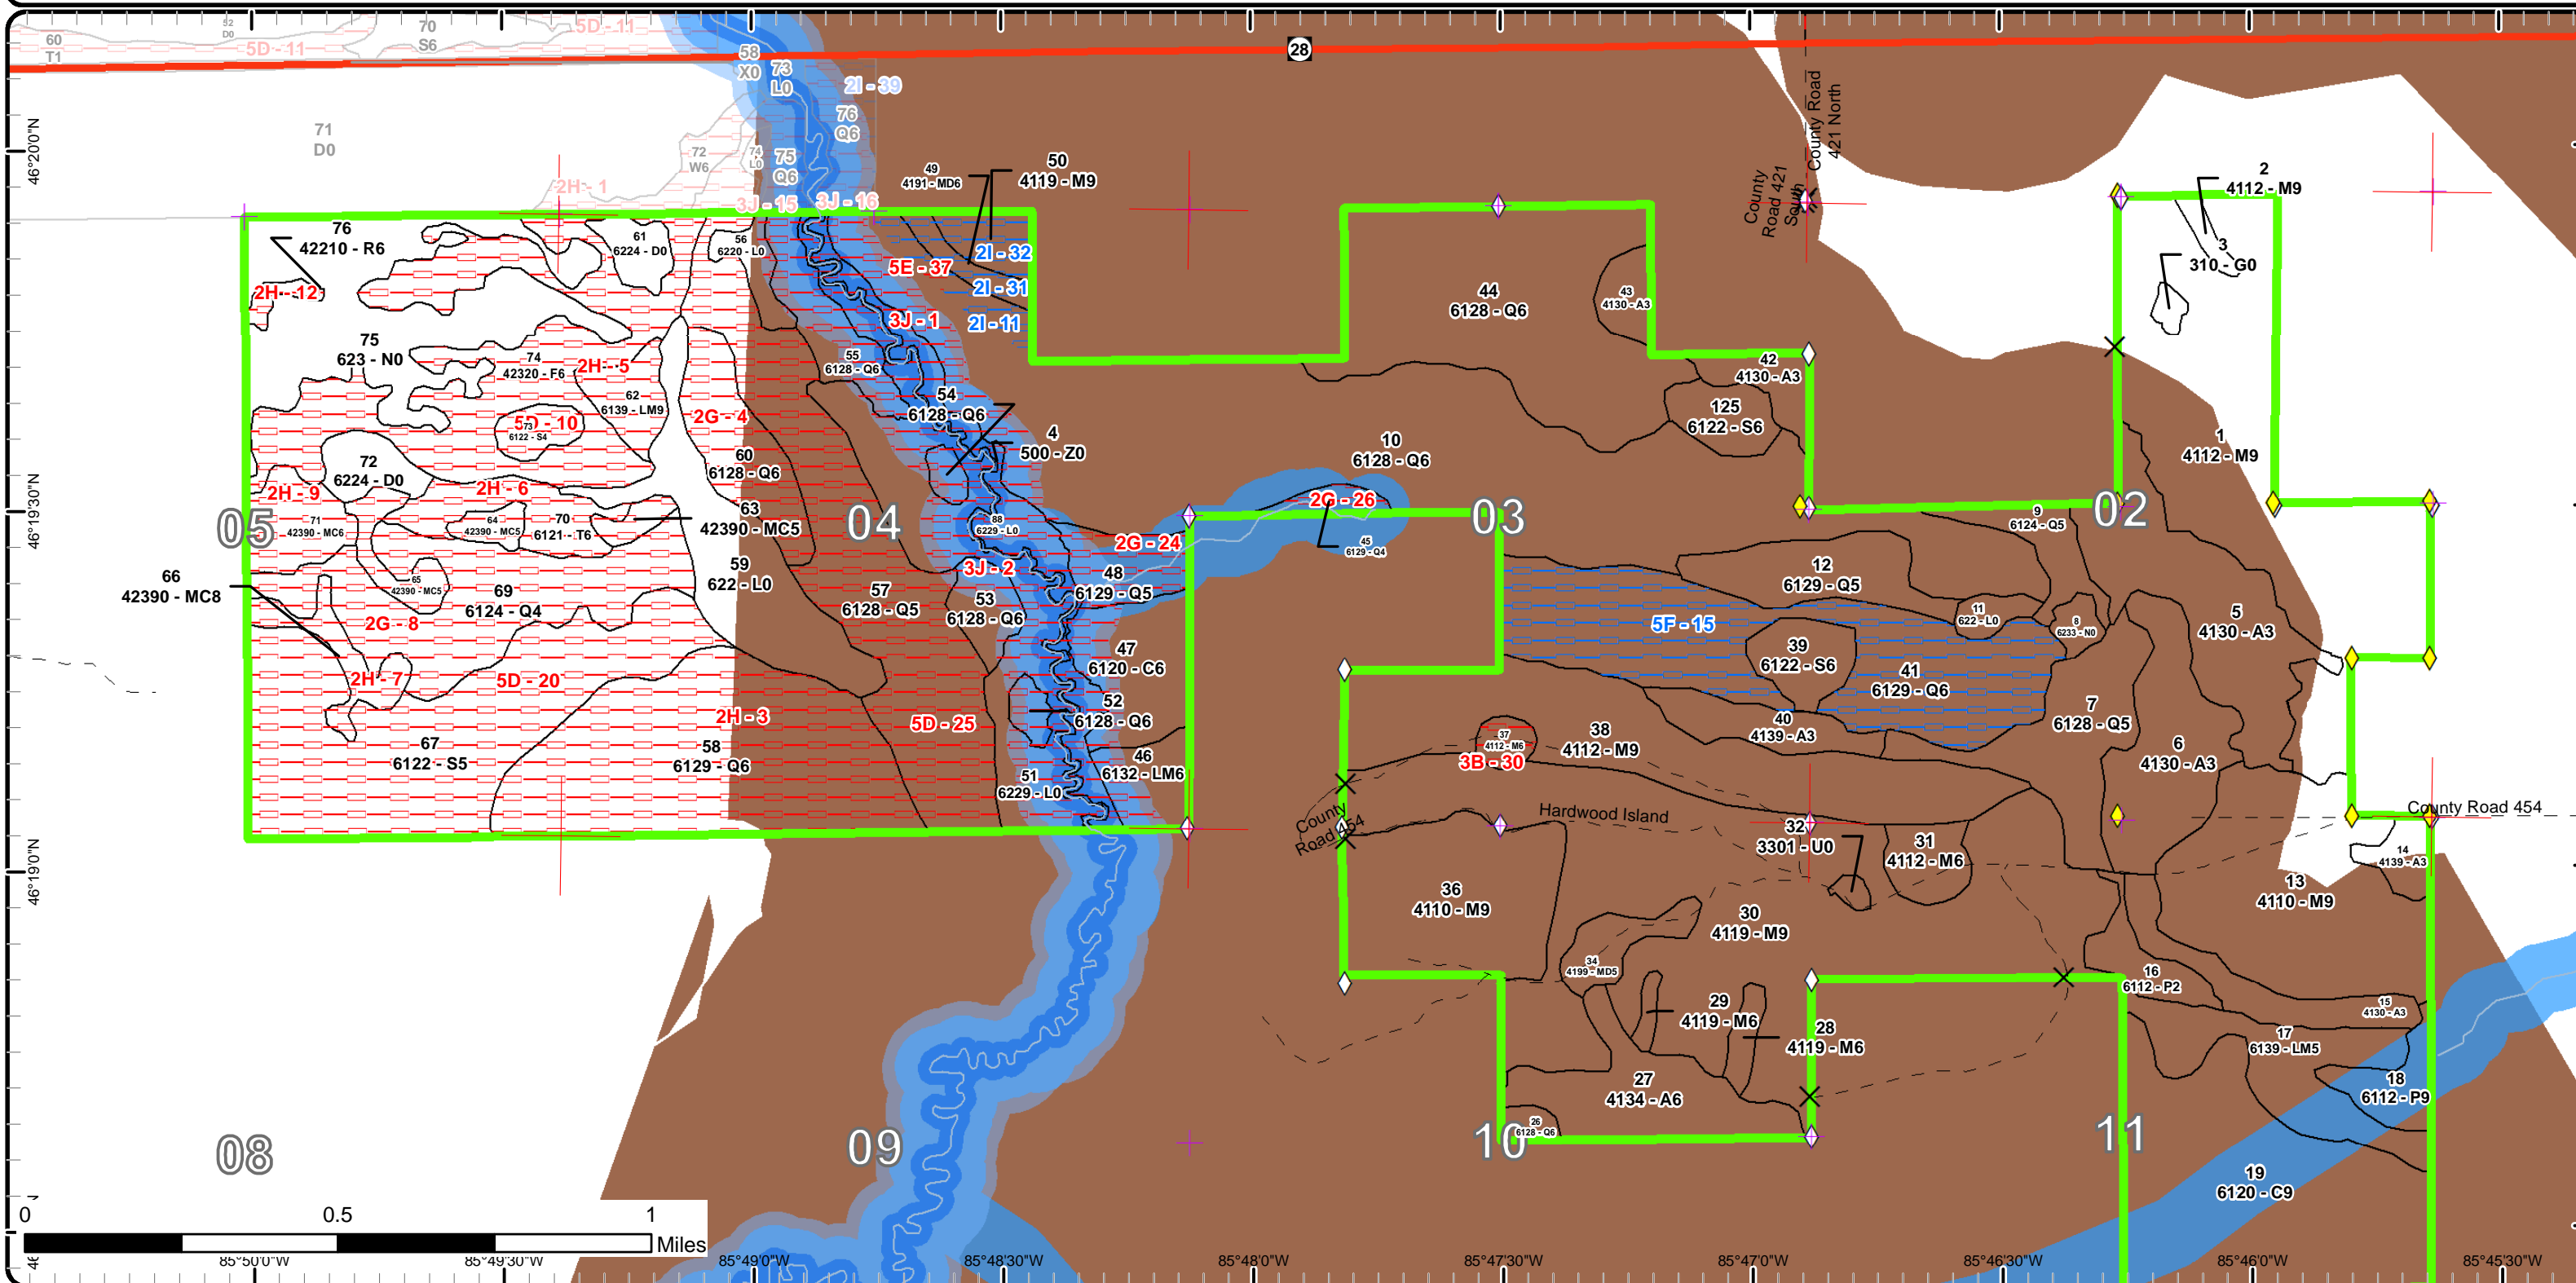 60
T1
52
D0
5D - 11
70
S6
5D - 11
58
X0
73
L0
2I - 39
76
Q6
28
71
D0
72
W6
74
L0
75
Q6
2H - 1
3J - 15
3J - 16
County Road
421 North
County
Road 421
South
46°20'0"N
49
4191 - MD6
50
4119 - M9
2
4112 - M9
3
310 - G0
76
42210 - R6
61
6224 - D0
56
6220 - L0
2H - 12
5E - 37
2I - 32
2I - 31
2I - 11
3J - 1
44
6128 - Q6
43
4130 - A3
75
623 - N0
74
42320 - F6
2H - 5
55
6128 - Q6
42
4130 - A3
62
6139 - LM9
54
6128 - Q6
2G - 4
5D - 10
73
6122 - S4
125
6122 - S6
4
500 - Z0
10
6128 - Q6
1
4112 - M9
72
6224 - D0
60
6128 - Q6
2H - 9
2H - 6
2G - 26
46°19'30"N
05
71
42390 - MC6
64
42390 - MC5
70
6121 - T6
63
42390 - MC5
04
88
6229 - L0
2G - 24
45
6129 - Q4
03
9
6124 - Q5
02
66
42390 - MC8
65
42390 - MC5
69
6124 - Q4
59
622 - L0
3J - 2
48
6129 - Q5
12
6129 - Q5
57
6128 - Q5
53
6128 - Q6
11
622 - L0
8
6233 - N0
5
4130 - A3
2G - 8
5F - 15
47
6120 - C6
39
6122 - S6
41
6129 - Q6
2H - 7
5D - 20
52
6128 - Q6
7
6128 - Q5
2H - 3
5D - 25
40
4139 - A3
38
4112 - M9
37
4112 - M6
3B - 30
67
6122 - S5
58
6129 - Q6
51
6229 - L0
46
6132 - LM6
6
4130 - A3
County
Road 454
Hardwood Island
County Road 454
32
3301 - U0
31
4112 - M6
14
4139 - A3
46°19'0"N
36
4110 - M9
13
4110 - M9
30
4119 - M9
34
4199 - MD5
16
6112 - P2
29
4119 - M6
28
4119 - M6
15
4130 - A3
17
6139 - LM5
27
4134 - A6
18
6112 - P9
26
6128 - Q6
08
09
10
11
19
6120 - C9
0
0.5
1
Miles
85°50'0"W
85°49'30"W
85°49'0"W
85°48'30"W
85°48'0"W
85°47'30"W
85°47'0"W
85°46'30"W
85°46'0"W
85°45'30"W